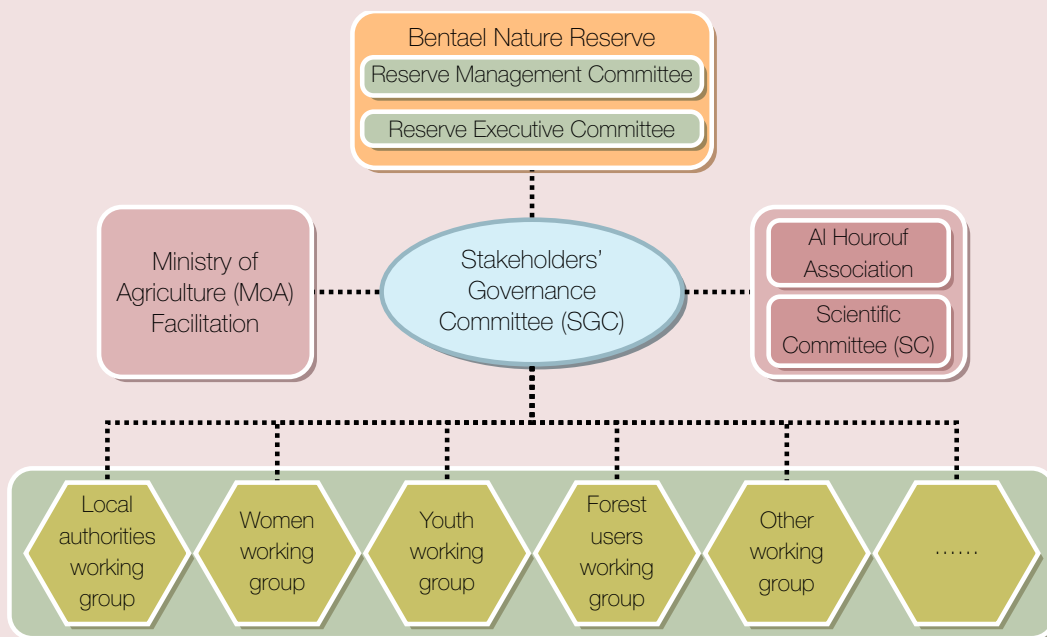 Bentael Nature Reserve
Reserve Management Committee
Reserve Executive Committee
Ministry of
Agriculture (MoA)
Facilitation
Stakeholders’
Governance
Committee (SGC)
Al Hourouf
Association
Scientific
Committee (SC)
Local
authorities
working
group
Women
working
group
Youth
working
group
Forest
users
working
group
Other
working
group
......